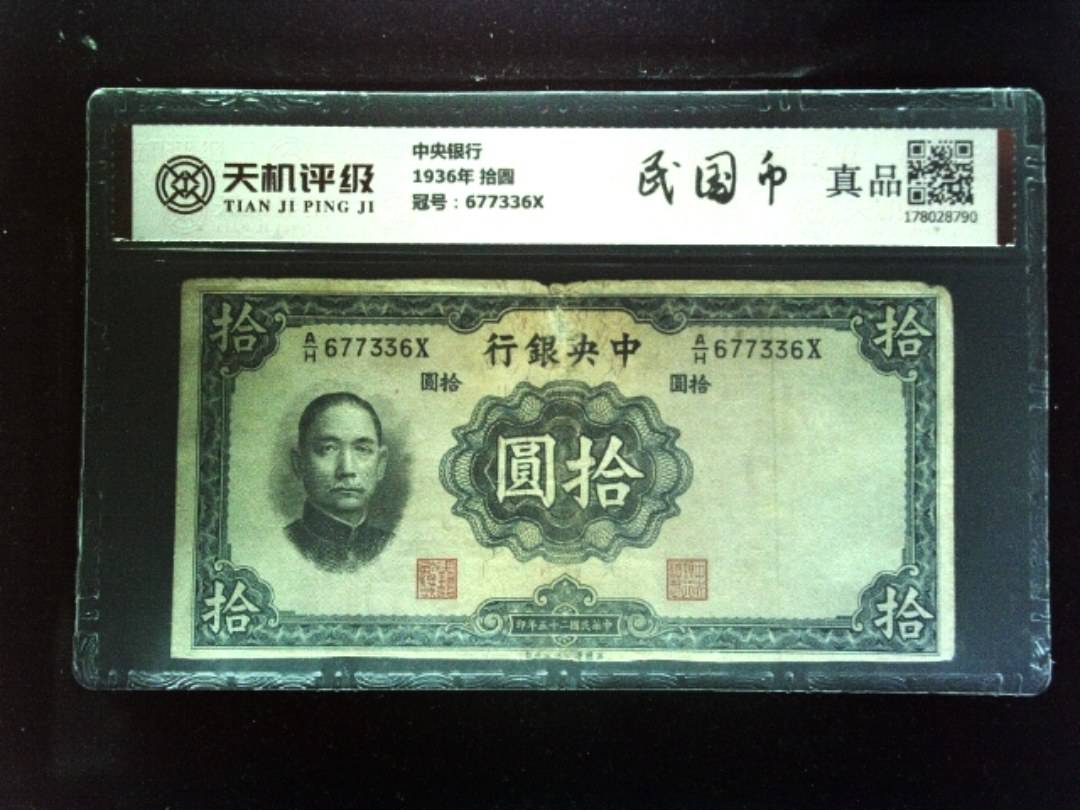 天机评级
TIAN JI PING JI
中央银行
1936年 拾圆
冠号：677336X
民国币
真品
178028790
拾
拾
A/H 677336X
行銀央中
A/H 677336X
圓拾
圓拾
圓拾
拾
拾
印年五十二國民華中